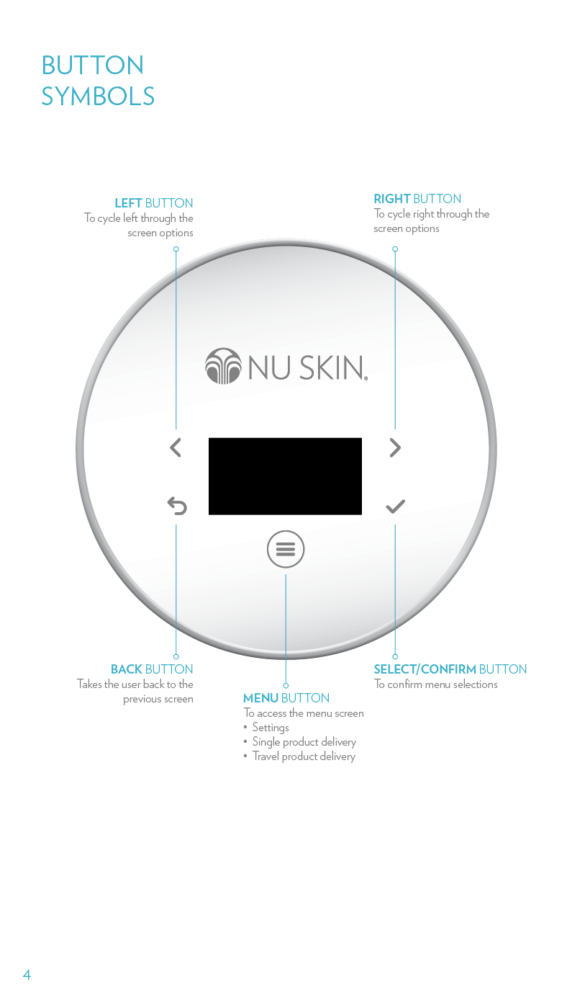 BUTTON
SYMBOLS
LEFT BUTTON
To cycle left through the
screen options
RIGHT BUTTON
To cycle right through the
screen options
NU SKIN®
BACK BUTTON
Takes the user back to the
previous screen
MENU BUTTON
To access the menu screen
• Settings
• Single product delivery
• Travel product delivery
SELECT/CONFIRM BUTTON
To confirm menu selections
4